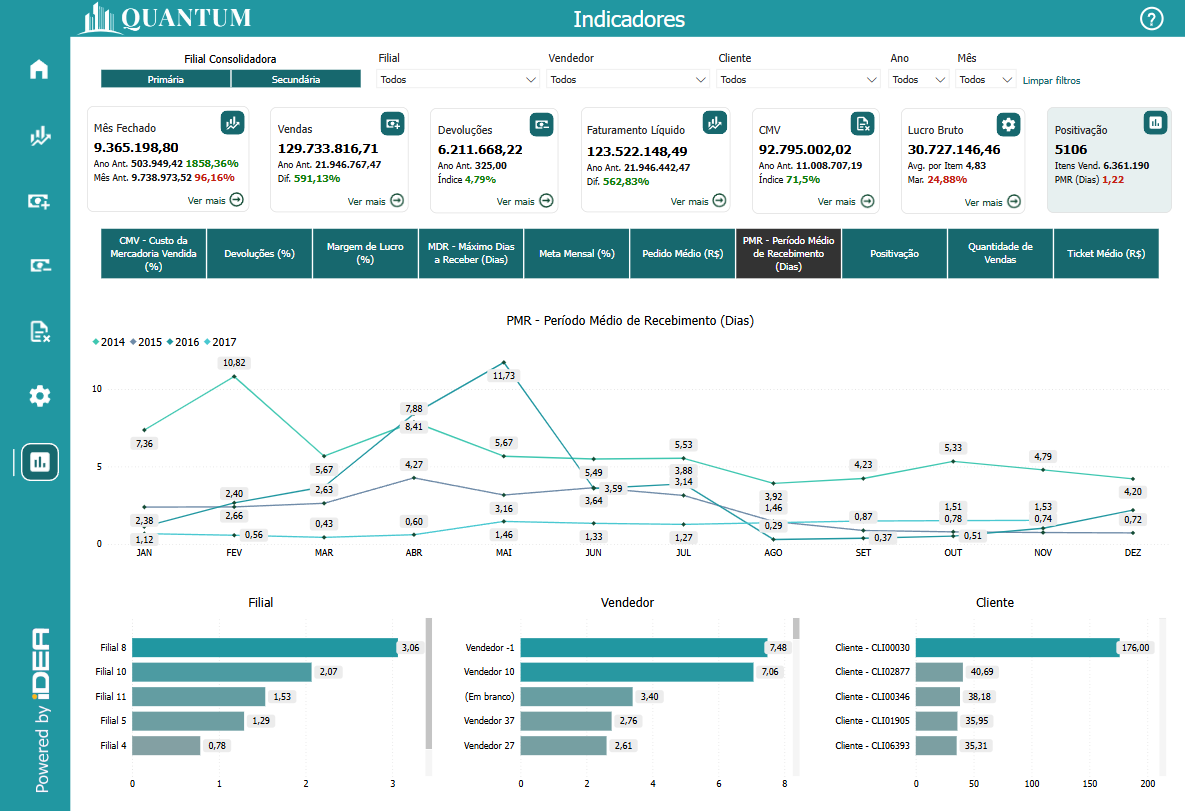 QUANTUM
Indicadores
?
Filial Consolidadora
Primária
Secundária
Filial
Todos
Vendedor
Todos
Cliente
Todos
Ano
Todos
Mês
Todos
Limpar filtros
Mês Fechado
9.365.198,80
Ano Ant. 503.949,42 1858,36%
Mês Ant. 9.738.973,52 96,16%
Ver mais
Vendas
129.733.816,71
Ano Ant. 21.946.767,47
Dif. 591,13%
Ver mais
Devoluções
6.211.668,22
Ano Ant. 325,00
Índice 4,79%
Ver mais
Faturamento Líquido
123.522.148,49
Ano Ant. 21.946.442,47
Dif. 562,83%
Ver mais
CMV
92.795.002,02
Ano Ant. 11.008.707,19
Índice 71,5%
Ver mais
Lucro Bruto
30.727.146,46
Avg. por Item 4,83
Mar. 24,88%
Ver mais
Positivação
5106
Itens Vend. 6.361.190
PMR (Dias) 1,22
CMV - Custo da
Mercadoria Vendida
(%)
Devoluções (%)
Margem de Lucro
(%)
MDR - Máximo Dias
a Receber (Dias)
Meta Mensal (%)
Pedido Médio (R$)
PMR - Período Médio
de Recebimento
(Dias)
Positivação
Quantidade de
Vendas
Ticket Médio (R$)
PMR - Período Médio de Recebimento (Dias)
2014 2015 2016 2017
10
5
0
7,36
2,38
1,12
10,82
2,40
2,66
0,56
5,67
2,63
0,43
7,88
8,41
4,27
0,60
11,73
5,67
3,16
1,46
5,49
3,59
3,64
1,33
5,53
3,88
3,14
1,27
3,92
1,46
0,29
4,23
0,87
0,37
5,33
1,51
0,78
0,51
4,79
1,53
0,74
4,20
0,72
JAN FEV MAR ABR MAI JUN JUL AGO SET OUT NOV DEZ
Filial
Filial 8 3,06
Filial 10 2,07
Filial 11 1,53
Filial 5 1,29
Filial 4 0,78
0 1 2 3
Vendedor
Vendedor -1 7,48
Vendedor 10 7,06
(Em branco) 3,40
Vendedor 37 2,76
Vendedor 27 2,61
0 2 4 6 8
Cliente
Cliente - CLI00030 176,00
Cliente - CLI02877 40,69
Cliente - CLI00346 38,18
Cliente - CLI01905 35,95
Cliente - CLI06393 35,31
0 50 100 150 200
Powered by iDEA